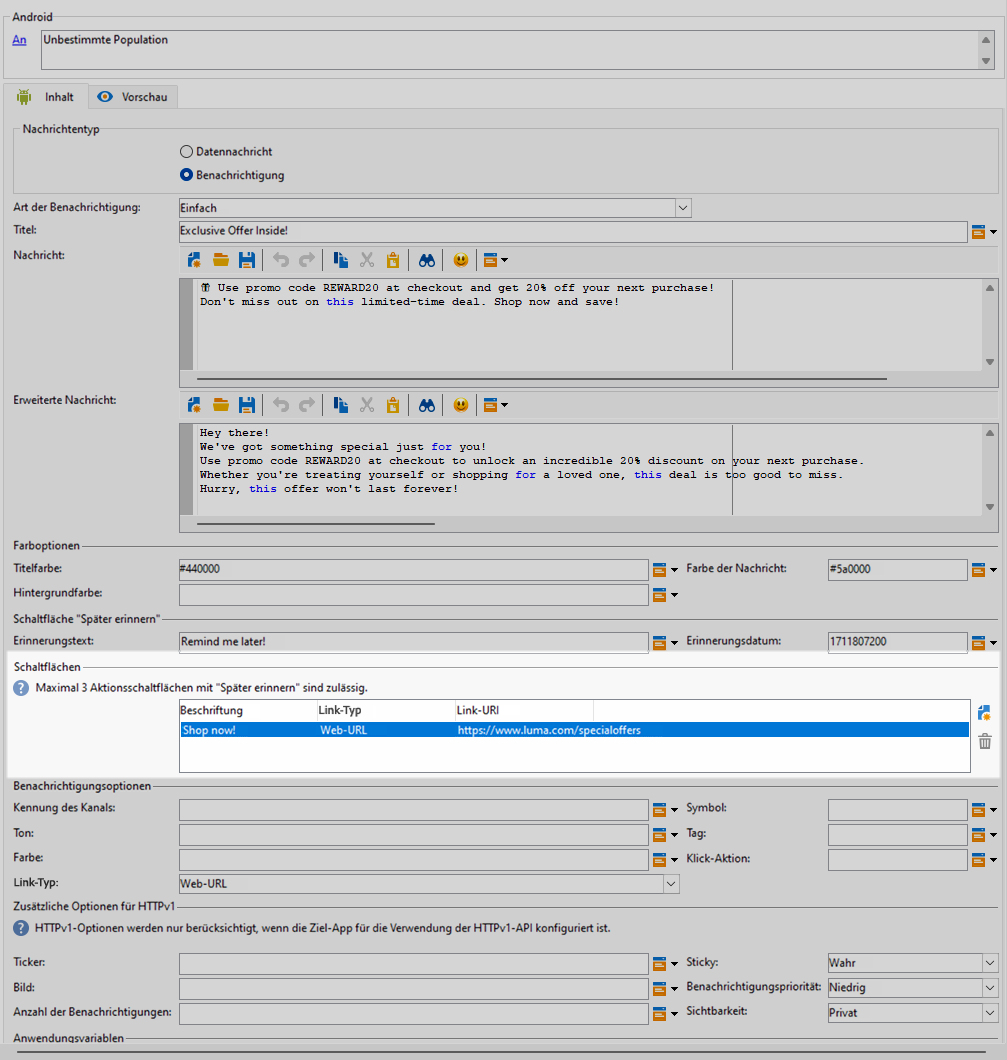 Android
An
Unbestimmte Population
Inhalt
Vorschau
Nachrichtentyp
Datennachricht
Benachrichtigung
Art der Benachrichtigung:
Einfach
Titel:
Exclusive Offer Inside!
Nachricht:
Use promo code REWARD20 at checkout and get 20% off your next purchase!
Don't miss out on this limited-time deal. Shop now and save!
Erweiterte Nachricht:
Hey there!
We've got something special just for you!
Use promo code REWARD20 at checkout to unlock an incredible 20% discount on your next purchase.
Whether you're treating yourself or shopping for a loved one, this deal is too good to miss.
Hurry, this offer won't last forever!
Farboptionen
Titelfarbe:
#440000
Farbe der Nachricht:
#5a0000
Hintergrundfarbe:
Schaltfläche "Später erinnern"
Erinnerungstext:
Remind me later!
Erinnerungsdatum:
1711807200
Schaltflächen
Maximal 3 Aktionsschaltflächen mit "Später erinnern" sind zulässig.
Beschriftung Link-Typ Link-URI
Shop now! Web-URL https://www.luma.com/specialoffers
Benachrichtigungsoptionen
Kennung des Kanals:
Symbol:
Ton:
Tag:
Farbe:
Klick-Aktion:
Link-Typ:
Web-URL
Zusätzliche Optionen für HTTPv1
HTTPv1-Optionen werden nur berücksichtigt, wenn die Ziel-App für die Verwendung der HTTPv1-API konfiguriert ist.
Ticker:
Sticky:
Wahr
Bild:
Benachrichtigungspriorität:
Niedrig
Anzahl der Benachrichtigungen:
Sichtbarkeit:
Privat
Anwendungsvariablen